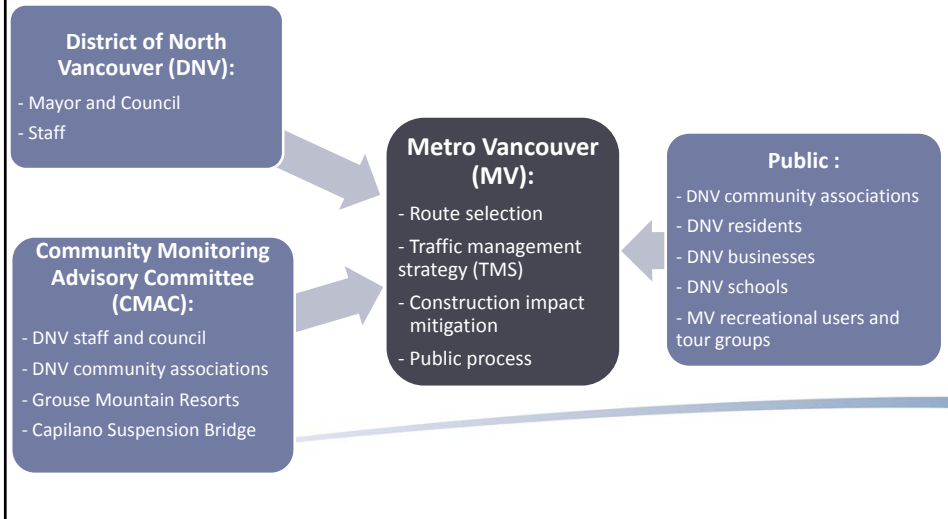 District of North
Vancouver (DNV):
- Mayor and Council
- Staff
Community Monitoring
Advisory Committee
(CMAC):
- DNV staff and council
- DNV community associations
- Grouse Mountain Resorts
- Capilano Suspension Bridge
Metro Vancouver
(MV):
- Route selection
- Traffic management
strategy (TMS)
- Construction impact
mitigation
- Public process
Public :
- DNV community associations
- DNV residents
- DNV businesses
- DNV schools
- MV recreational users and
tour groups